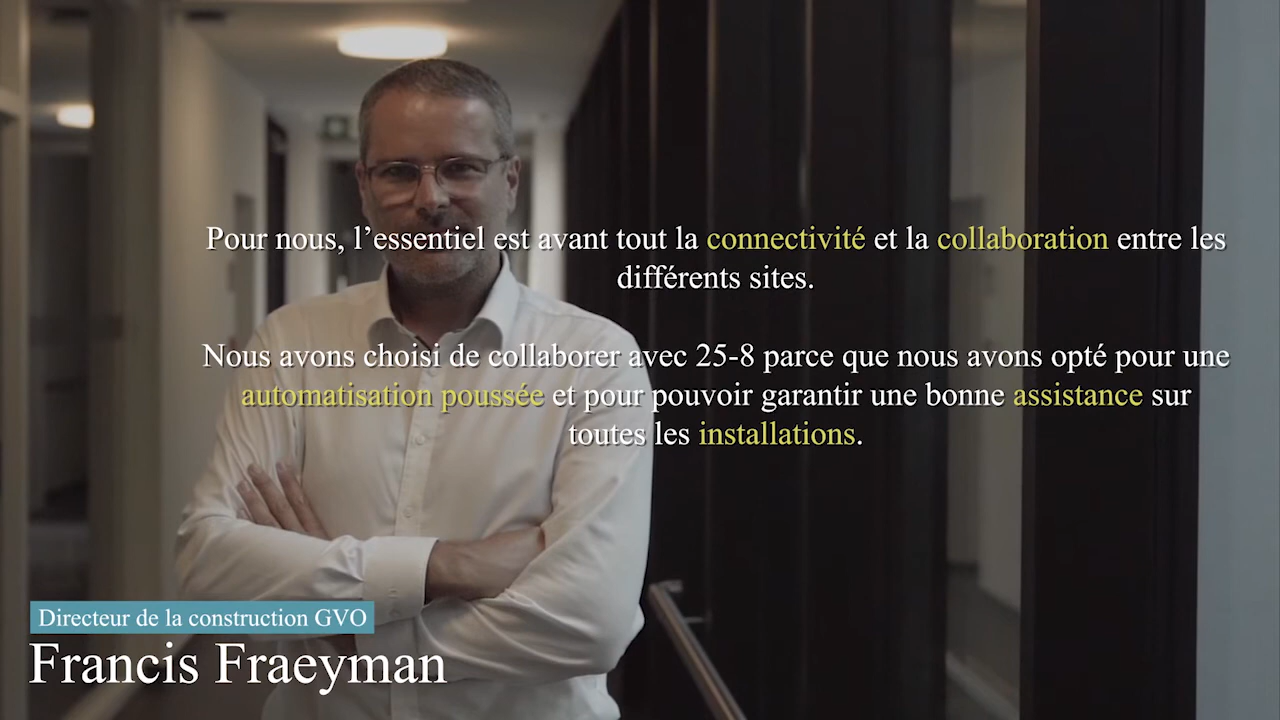 Pour nous, l’essentiel est avant tout la connectivité et la collaboration entre les
différents sites.
Nous avons choisi de collaborer avec 25-8 parce que nous avons opté pour une
automatisation poussée et pour pouvoir garantir une bonne assistance sur
toutes les installations.
Directeur de la construction GVO
Francis Fraeyman